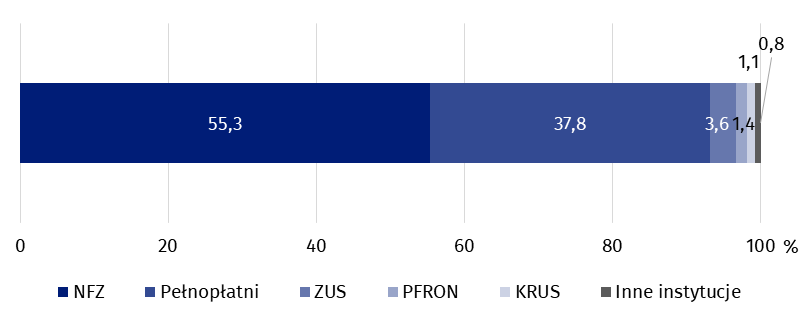 0,8
1,1
55,3 37,8 3,6 1,4
0 20 40 60 80 100 %
NFZ Pełnopłatni ZUS PFRON KRUS Inne instytucje